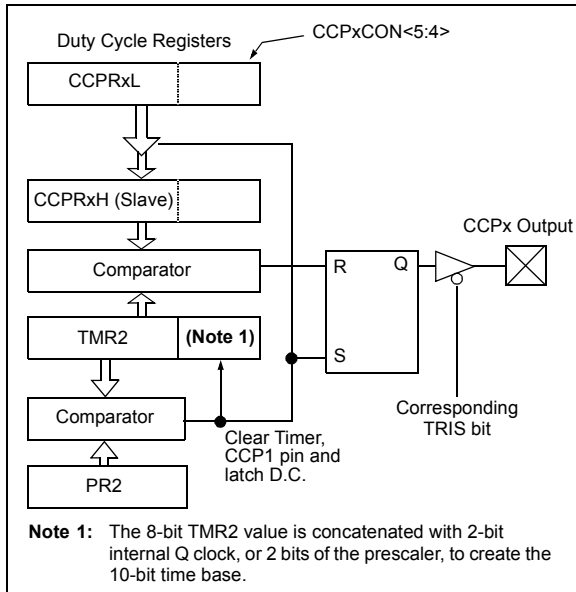 Duty Cycle Registers
CCPxCON<5:4>
CCPRxL
CCPRxH (Slave)
CCPx Output
Comparator
R
Q
TMR2
(Note 1)
S
Comparator
Clear Timer,
CCP1 pin and
latch D.C.
Corresponding
TRIS bit
PR2
Note 1: The 8-bit TMR2 value is concatenated with 2-bit
internal Q clock, or 2 bits of the prescaler, to create the
10-bit time base.